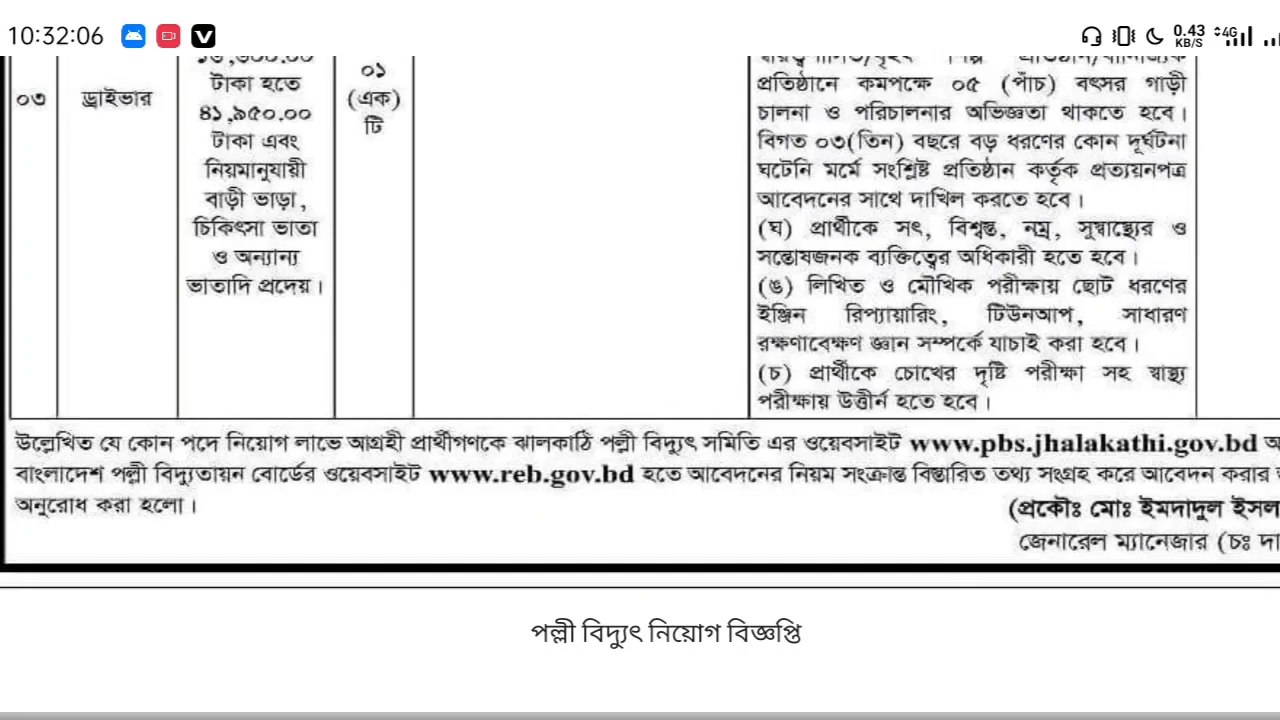 10:32:06
0.43 KB/S
4G
টাকা হতে
৪১,৯৫০.০০
টাকা এবং
নিয়মানুযায়ী
বাড়ী ভাড়া,
চিকিৎসা ভাতা
ও অন্যান্য
ভাতাদি প্রদেয়।
০৩
ড্রাইভার
০১
(এক)
টি
প্রতিষ্ঠানে কমপক্ষে ০৫ (পাঁচ) বৎসর গাড়ী
চালনা ও পরিচালনার অভিজ্ঞতা থাকতে হবে।
বিগত ০৩(তিন) বছরে বড় ধরণের কোন দূর্ঘটনা
ঘটেনি মর্মে সংশ্লিষ্ট প্রতিষ্ঠান কর্তৃক প্রত্যয়নপত্র
আবেদনের সাথে দাখিল করতে হবে।
(ঘ) প্রার্থীকে সৎ, বিশ্বস্ত, নম্র, সুস্বাস্থ্যের ও
সন্তোষজনক ব্যক্তিত্বের অধিকারী হতে হবে।
(ঙ) লিখিত ও মৌখিক পরীক্ষায় ছোট ধরণের
ইঞ্জিন রিপ্যায়ারিং, টিউনআপ, সাধারণ
রক্ষণাবেক্ষণ জ্ঞান সম্পর্কে যাচাই করা হবে।
(চ) প্রার্থীকে চোখের দৃষ্টি পরীক্ষা সহ স্বাস্থ্য
পরীক্ষায় উত্তীর্ন হতে হবে।
উল্লেখিত যে কোন পদে নিয়োগ লাভে আগ্রহী প্রার্থীগণকে ঝালকাঠি পল্লী বিদ্যুৎ সমিতি এর ওয়েবসাইট www.pbs.jhalakathi.gov.bd
বাংলাদেশ পল্লী বিদ্যুতায়ন বোর্ডের ওয়েবসাইট www.reb.gov.bd হতে আবেদনের নিয়ম সংক্রান্ত বিস্তারিত তথ্য সংগ্রহ করে আবেদন করার
অনুরোধ করা হলো।
(প্রকৌঃ মোঃ ইমদাদুল ইসল
জেনারেল ম্যানেজার (চঃ দা
পল্লী বিদ্যুৎ নিয়োগ বিজ্ঞপ্তি